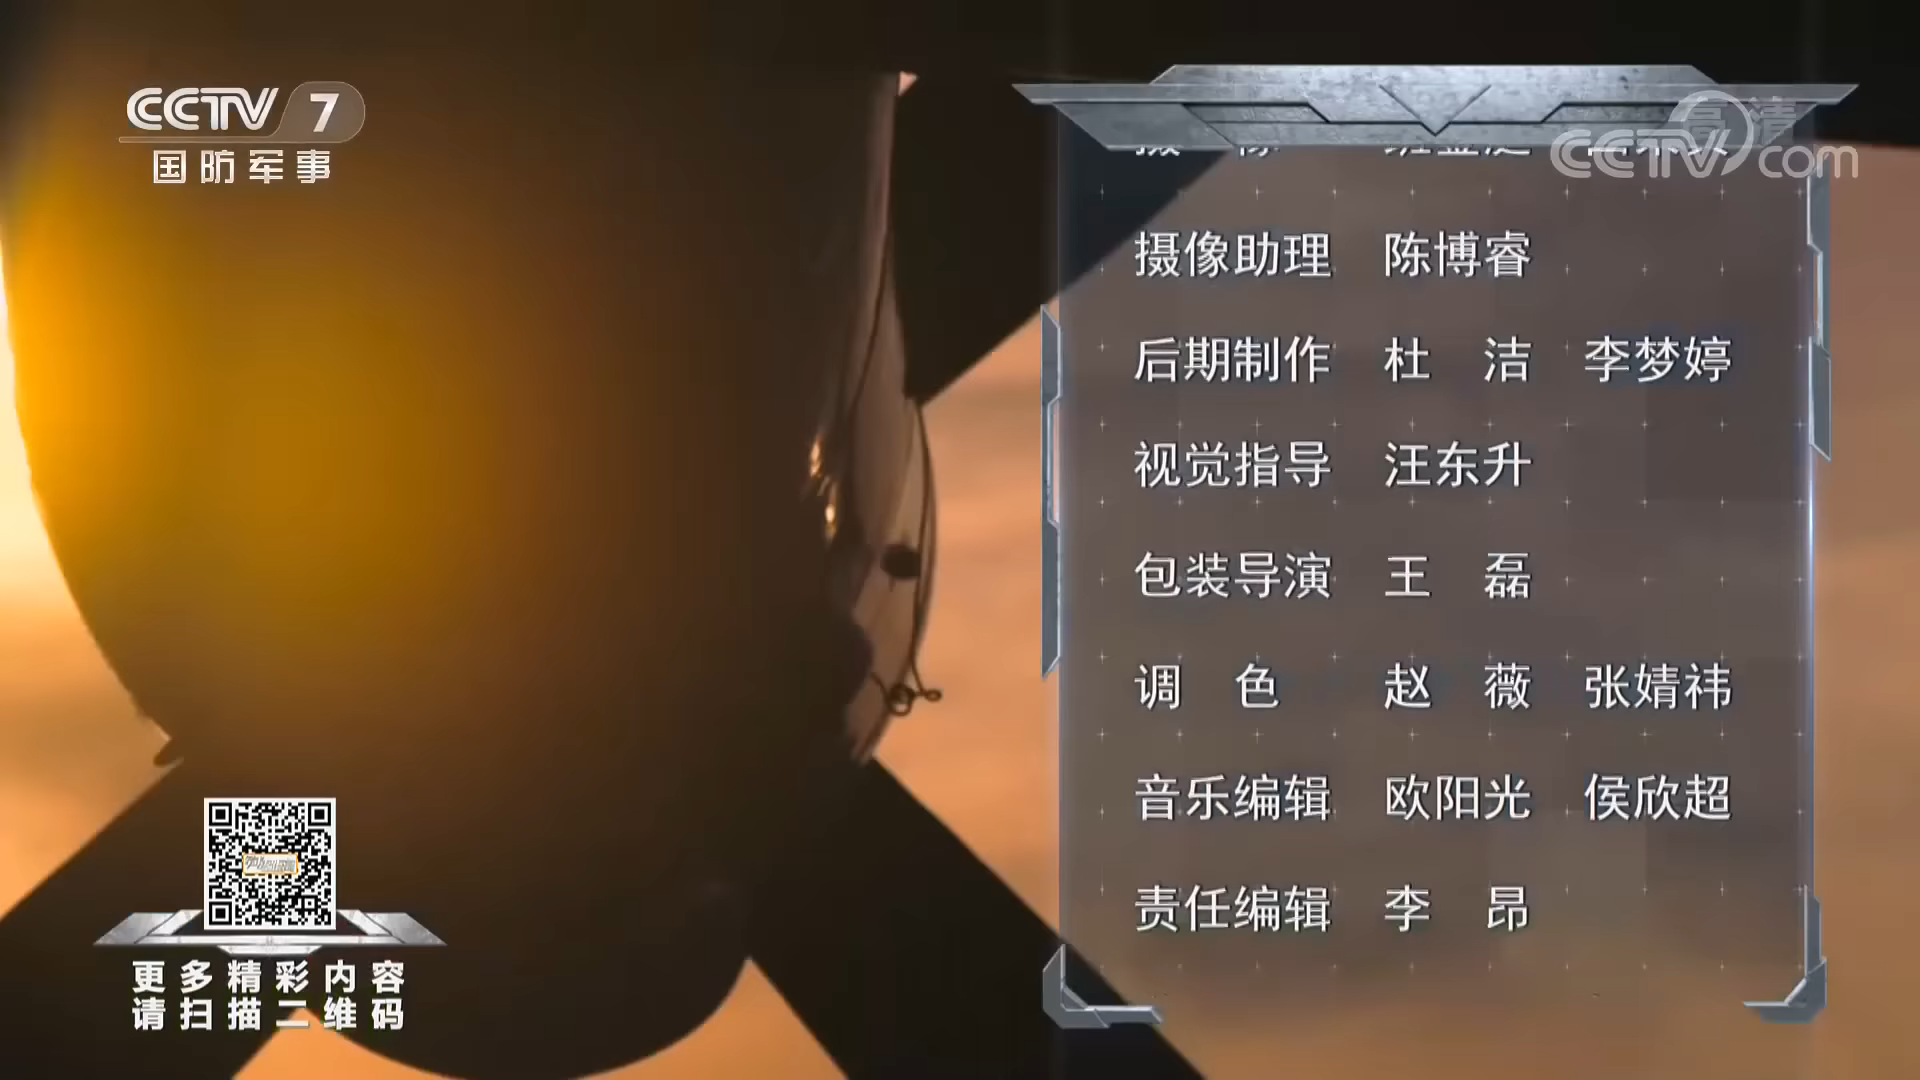 CCTV 7
国防军事
高清
CCTV com
摄像助理 陈博睿
后期制作 杜 洁 李梦婷
视觉指导 汪东升
包装导演 王 磊
调 色 赵 薇 张婧祎
音乐编辑 欧阳光 侯欣超
责任编辑 李 昂
更多精彩内容
请扫描二维码